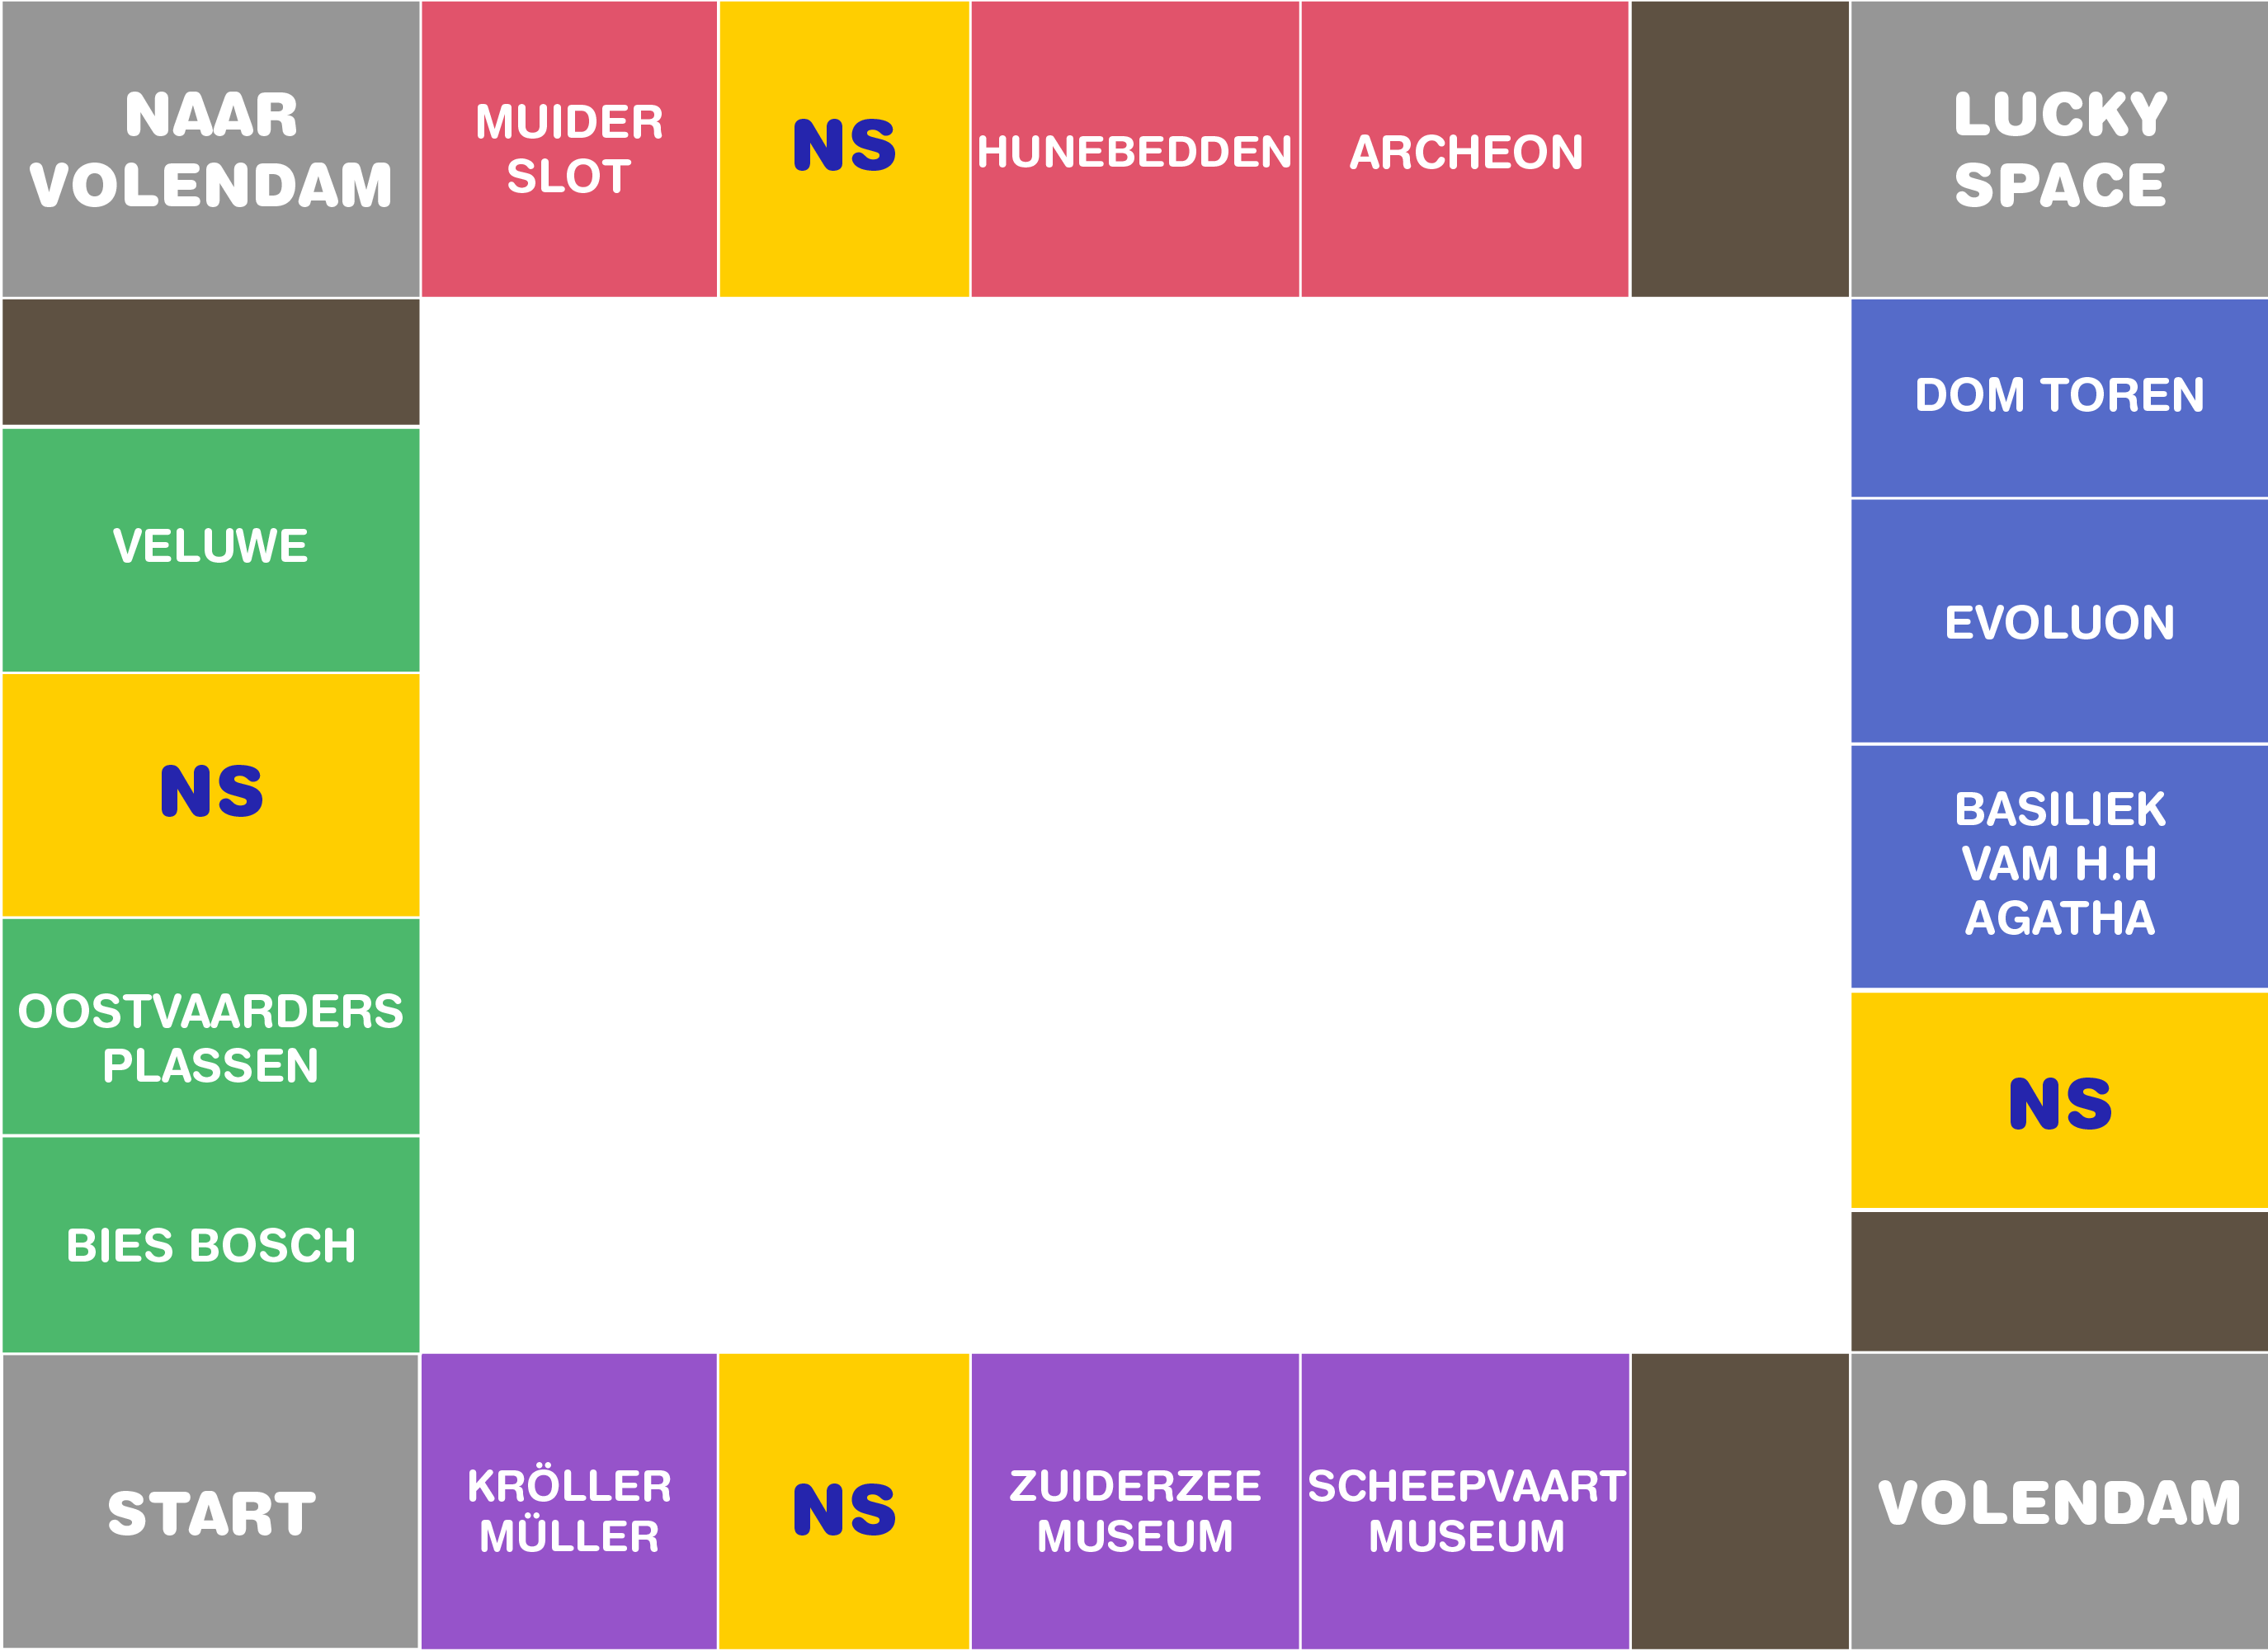 NAAR
VOLENDAM
MUIDER
SLOT
NS
HUNEBEDDEN
ARCHEON
LUCKY
SPACE
DOM TOREN
VELUWE
EVOLUON
NS
BASILIEK
VAM H.H
AGATHA
OOSTVAARDERS
PLASSEN
NS
BIES BOSCH
START
KRÖLLER
MÜLLER
NS
ZUIDERZEE
MUSEUM
SCHEEPVAART
MUSEUM
VOLENDAM